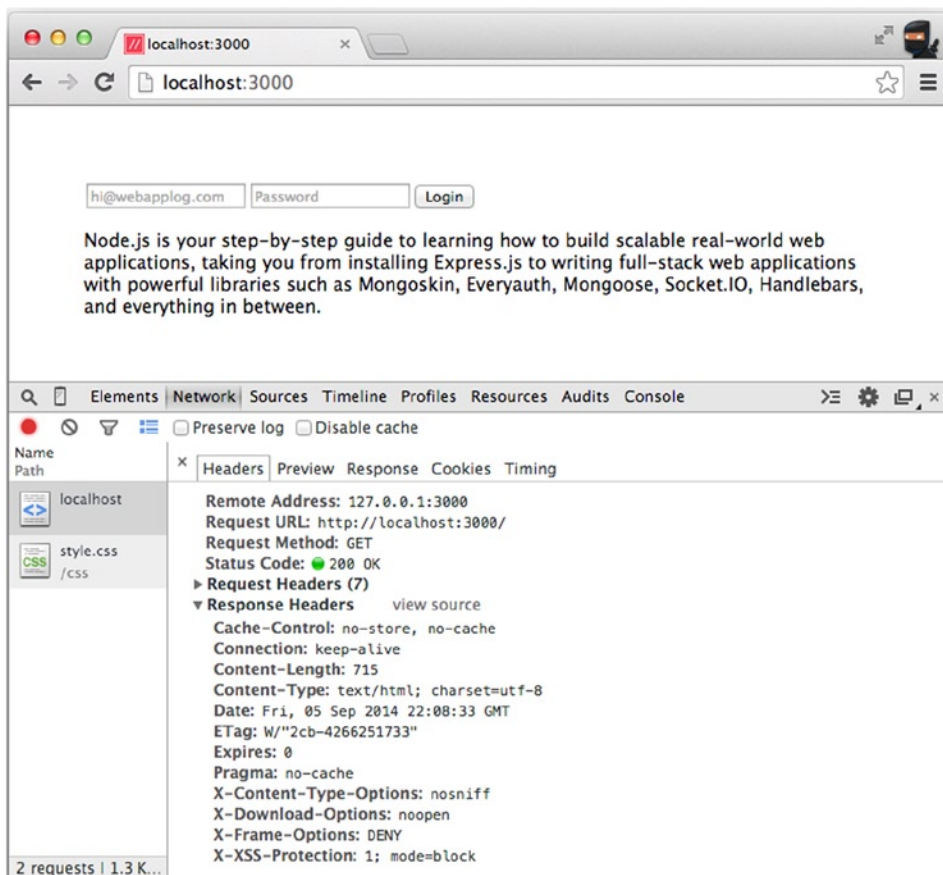 localhost:3000
localhost:3000
hi@webapplog.com Password Login
Node.js is your step-by-step guide to learning how to build scalable real-world web
applications, taking you from installing Express.js to writing full-stack web applications
with powerful libraries such as Mongoskin, Everyauth, Mongoose, Socket.IO, Handlebars,
and everything in between.
Elements Network Sources Timeline Profiles Resources Audits Console
Preserve log Disable cache
Name
Path
Headers Preview Response Cookies Timing
localhost
style.css
/css
Remote Address: 127.0.0.1:3000
Request URL: http://localhost:3000/
Request Method: GET
Status Code: 200 OK
Request Headers (7)
Response Headers view source
Cache-Control: no-store, no-cache
Connection: keep-alive
Content-Length: 715
Content-Type: text/html; charset=utf-8
Date: Fri, 05 Sep 2014 22:08:33 GMT
ETag: W/"2cb-4266251733"
Expires: 0
Pragma: no-cache
X-Content-Type-Options: nosniff
X-Download-Options: noopen
X-Frame-Options: DENY
X-XSS-Protection: 1; mode=block
2 requests | 1.3 K...